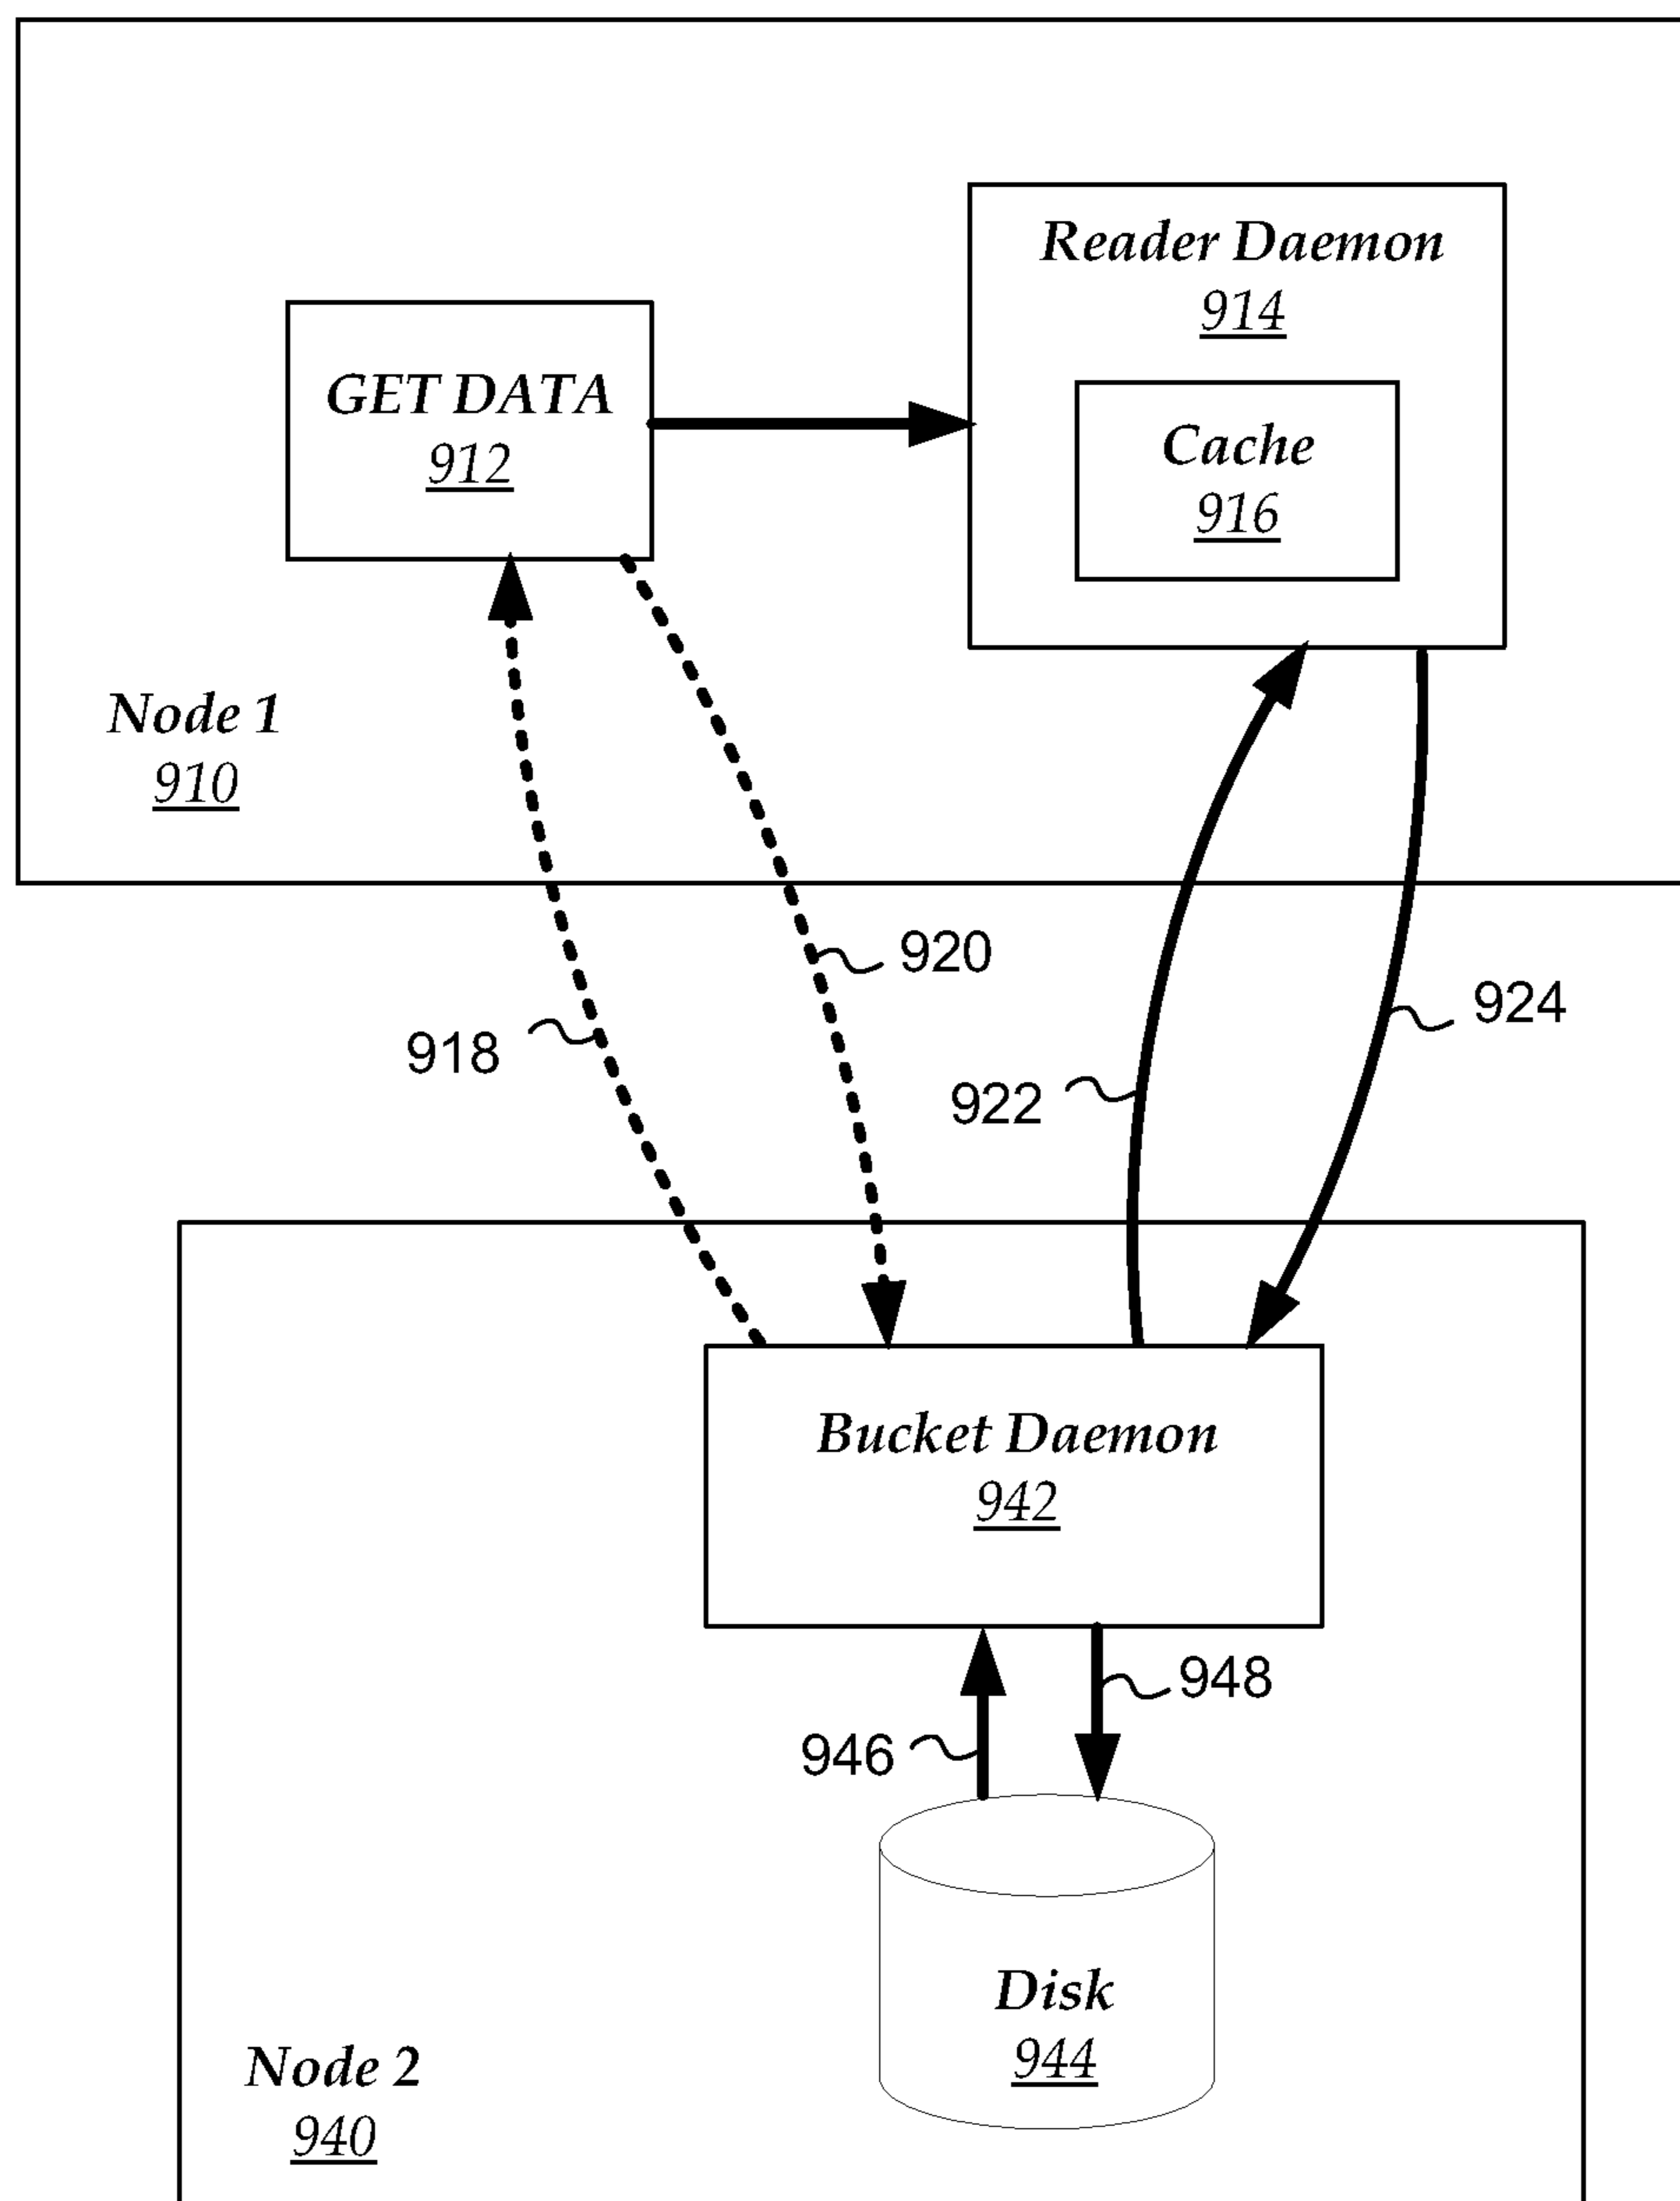 Reader Daemon
914
GET DATA
912
Cache
916
Node 1
910
920
924
918
922
Bucket Daemon
942
948
946
Disk
944
Node 2
940